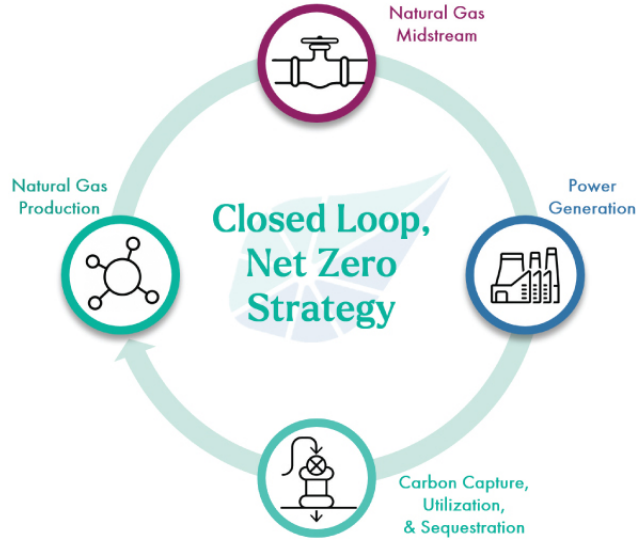 Natural Gas
Midstream
Natural Gas
Production
Power
Generation
Closed Loop,
Net Zero
Strategy
Carbon Capture,
Utilization,
& Sequestration